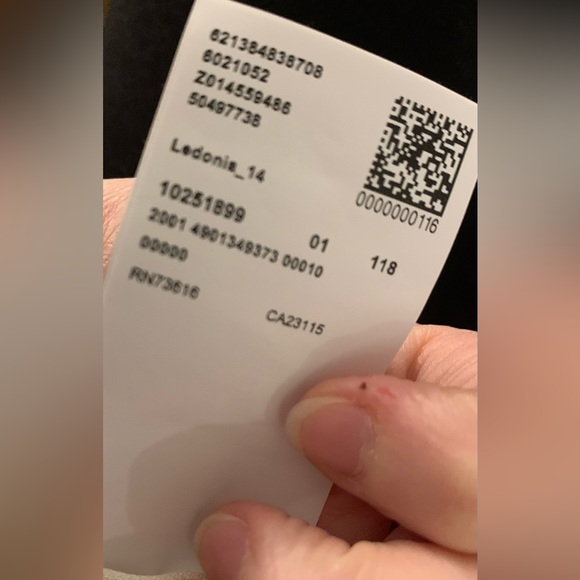 621384838708
6021052
Z014559486
50497738
0000000116
Ledonia_14
10251899
01
118
2001 4901349373 00010
00000
RN73616
CA23115